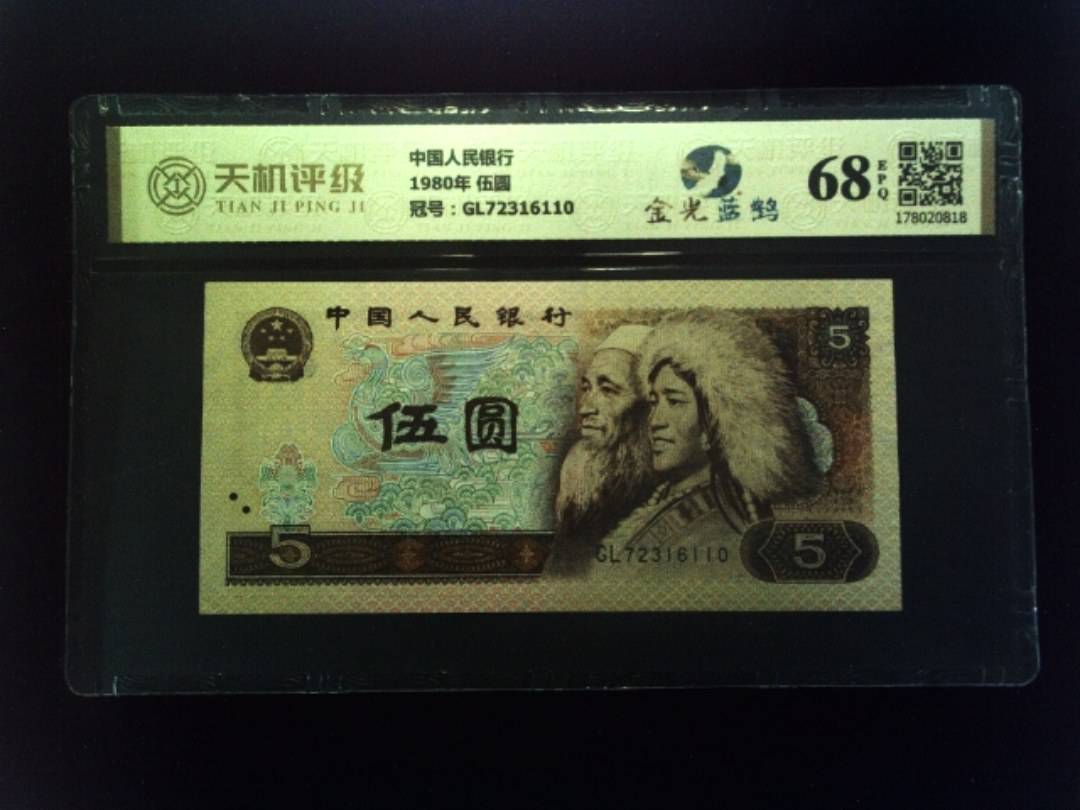 天机评级
TIAN JI PING JI
中国人民银行
1980年 伍圆
冠号：GL72316110
金光蓝鹤
68
EPQ
178020818
中国人民银行
5
伍圆
5
GL72316110
5